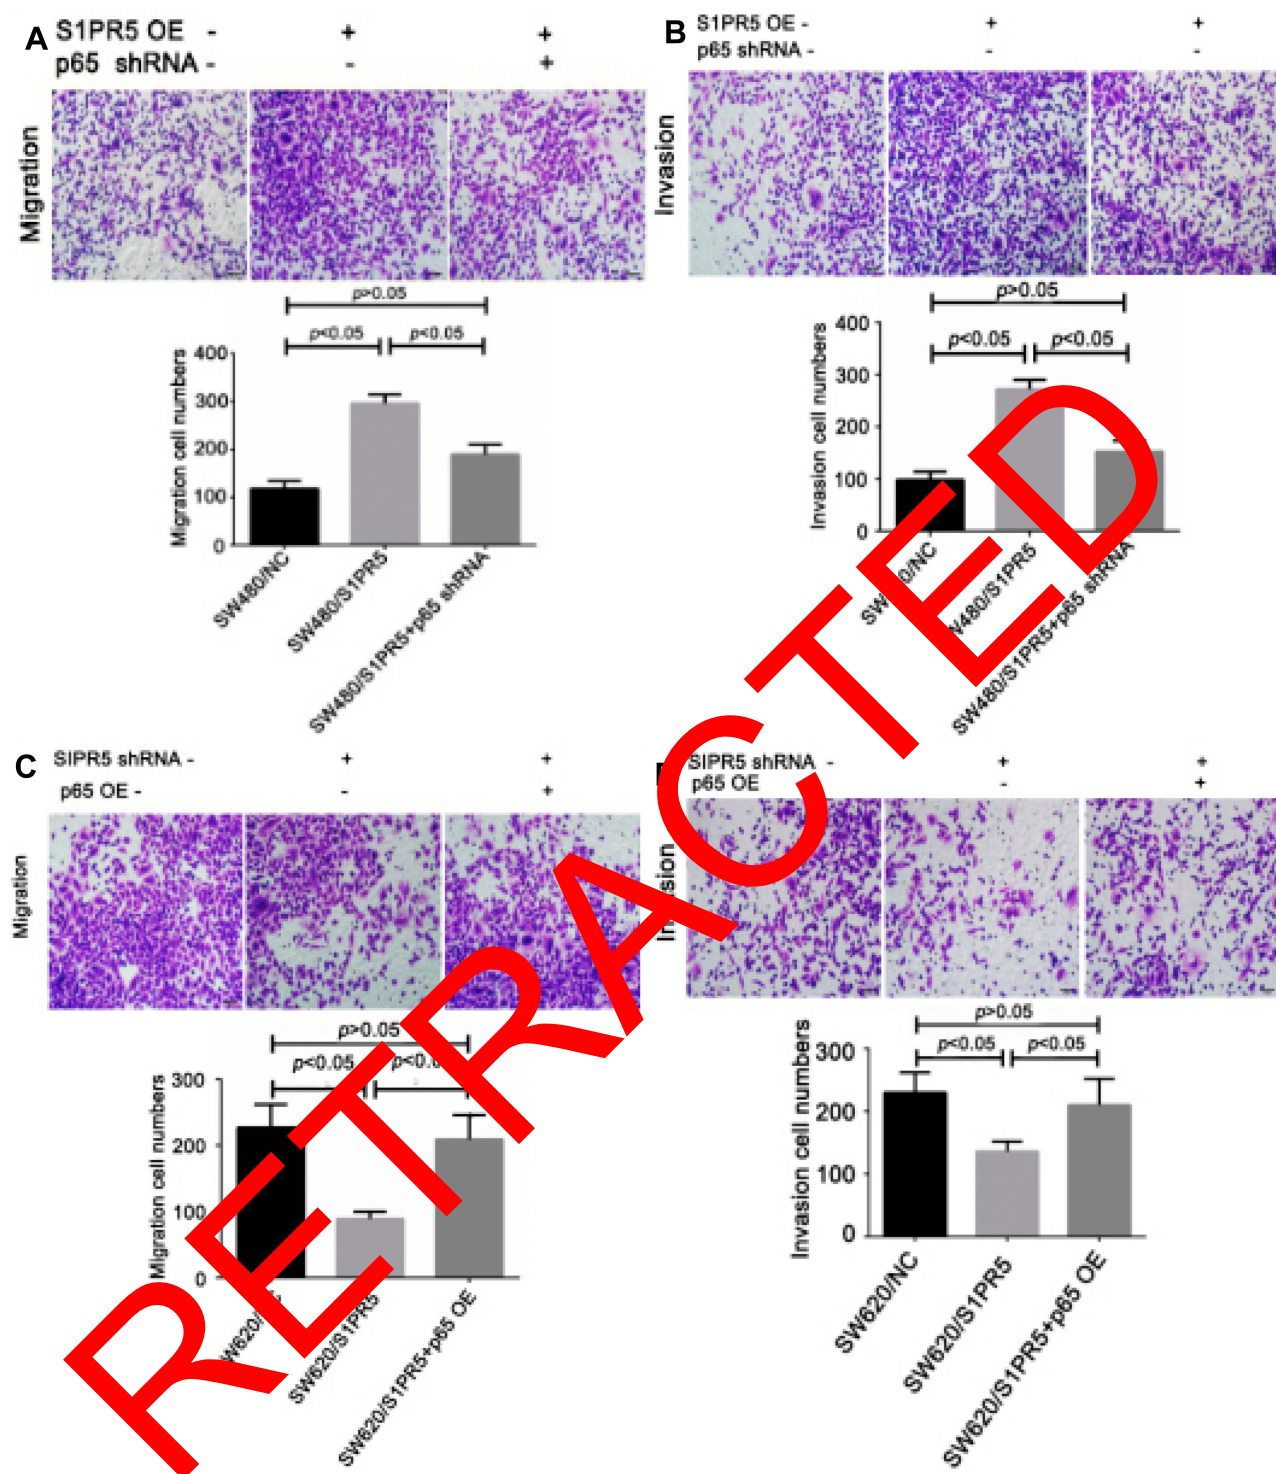 A
S1PR5 OE - + +
p65 shRNA - - +
Migration
p>0.05
p<0.05 p<0.05
Migration cell numbers
400
300
200
100
0
SW480/NC
SW480/S1PR5
SW480/S1PR5+p65 shRNA
B
S1PR5 OE - + +
p65 shRNA - - -
Invasion
p>0.05
p<0.05 p<0.05
Invasion cell numbers
400
300
200
100
0
SW480/S1PR5+p65 shRNA
C
SIPR5 shRNA - + +
p65 OE - - +
Migration
p>0.05
p<0.05
Migration cell numbers
300
200
100
0
SW620/S1PR5
SW620/S1PR5+p65 OE
SIPR5 shRNA - + +
p65 OE - +
p>0.05
p<0.05 p<0.05
Invasion cell numbers
300
200
100
0
SW620/NC
SW620/S1PR5
SW620/S1PR5+p65 OE
RETRACTED